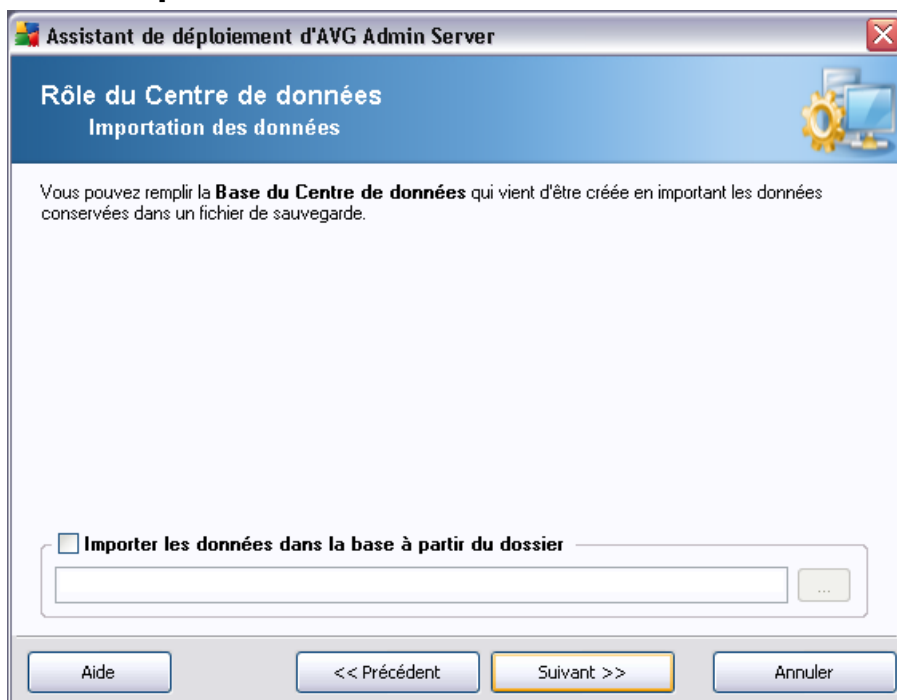 Assistant de déploiement d'AVG Admin Server
Rôle du Centre de données
Importation des données
Vous pouvez remplir la Base du Centre de données qui vient d'être créée en important les données
conservées dans un fichier de sauvegarde.
Importer les données dans la base à partir du dossier
...
Aide
<< Précédent
Suivant >>
Annuler